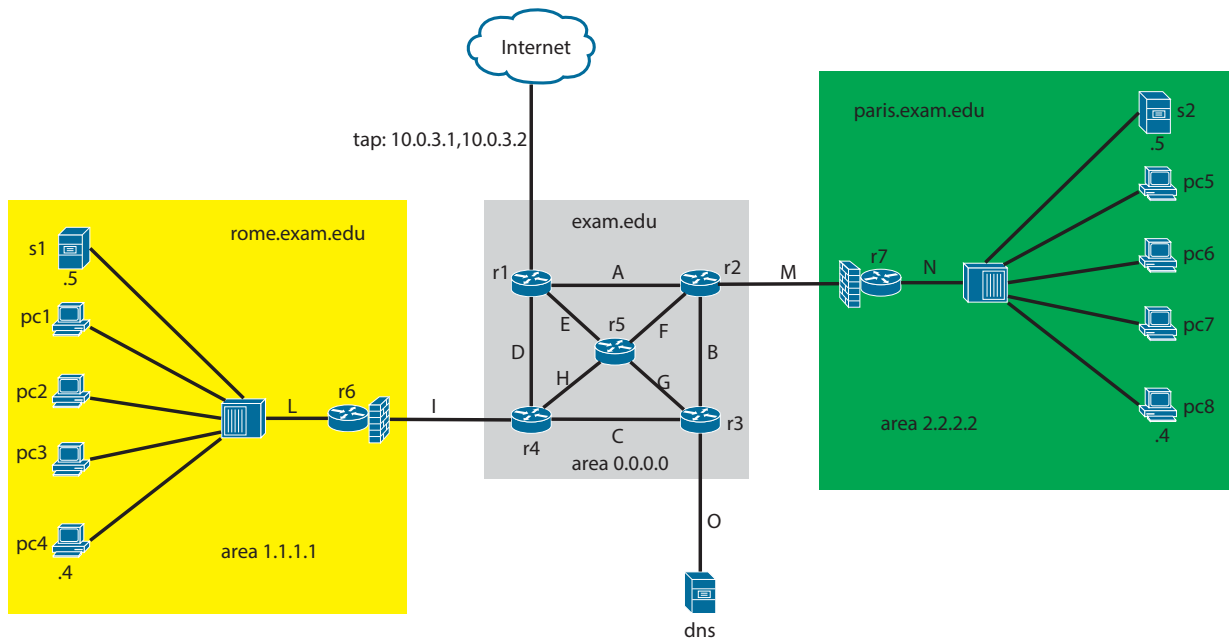 Internet
tap: 10.0.3.1,10.0.3.2
paris.exam.edu
s2
.5
pc5
pc6
pc7
pc8
.4
area 2.2.2.2
rome.exam.edu
s1
.5
pc1
pc2
pc3
pc4
.4
area 1.1.1.1
exam.edu
r1
A
r2
M
r7
N
E
r5
F
D
B
H
G
L
r6
I
r4
C
r3
area 0.0.0.0
O
dns